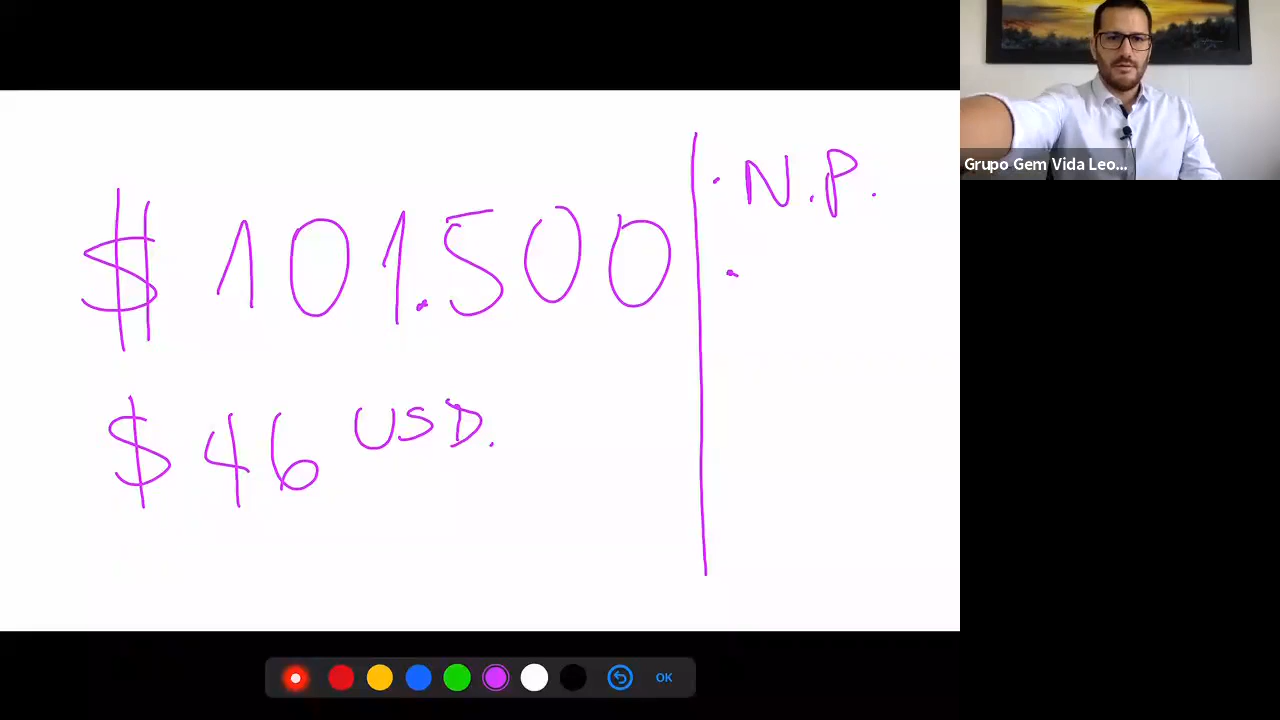 $ 101.500
· N.P.
·
$ 46 USD.
Grupo Gem Vida Leo...
OK